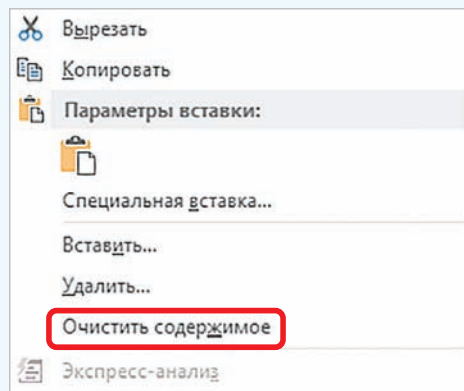 Вырезать
Копировать
Параметры вставки:
Специальная вставка...
Вставить...
Удалить...
Очистить содержимое
Экспресс-анализ